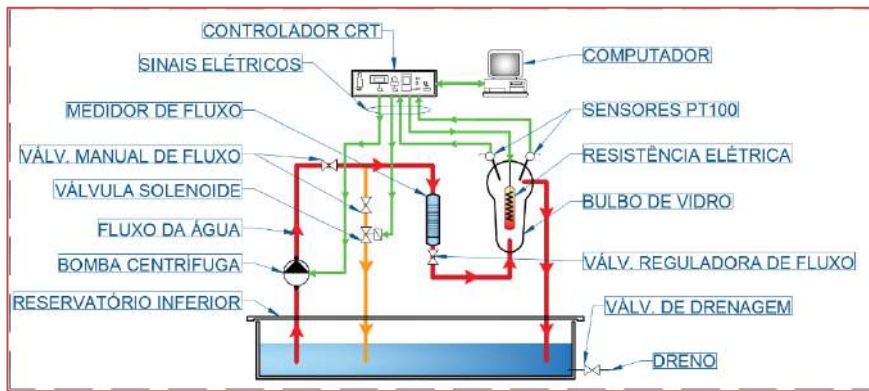 CONTROLADOR CRT
SINAIS ELÉTRICOS
COMPUTADOR
MEDIDOR DE FLUXO
SENSORES PT100
VÁLV. MANUAL DE FLUXO
RESISTÊNCIA ELÉTRICA
VÁLVULA SOLENOIDE
BULBO DE VIDRO
FLUXO DA ÁGUA
BOMBA CENTRÍFUGA
VÁLV. REGULADORA DE FLUXO
RESERVATÓRIO INFERIOR
VÁLV. DE DRENAGEM
DRENO